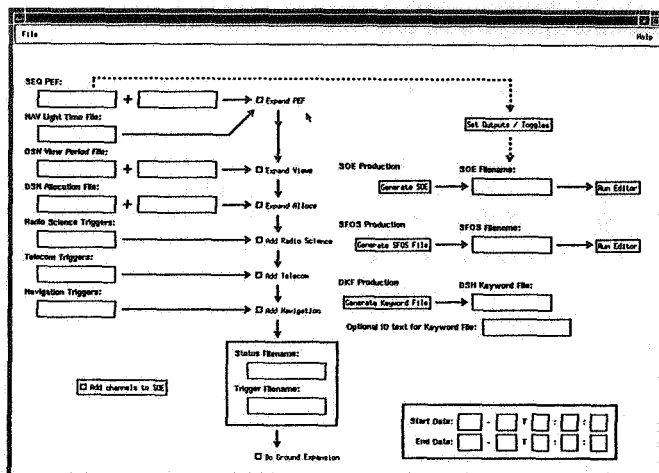 File
Help
SEQ PEF:
+
Expand PEF
NAV Light Time File:
Set Outputs / Toggles
DSN View Period File:
+
Expand Views
SOE Production
SOE Filename:
Generate SOE
Run Editor
DSN Allocation File:
+
Expand Allocs
Radio Science Triggers:
Add Radio Science
SFOS Production
SFOS Filename:
Generate SFOS File
Run Editor
Telecom Triggers:
Add Telecom
Navigation Triggers:
Add Navigation
DKF Production
DSN Keyword File:
Generate Keyword File
Optional ID text for Keyword File:
Status Filename:
Trigger Filename:
Add channels to SOE
Start Date: - T : :
End Date: - T : :
Do Ground Expansion